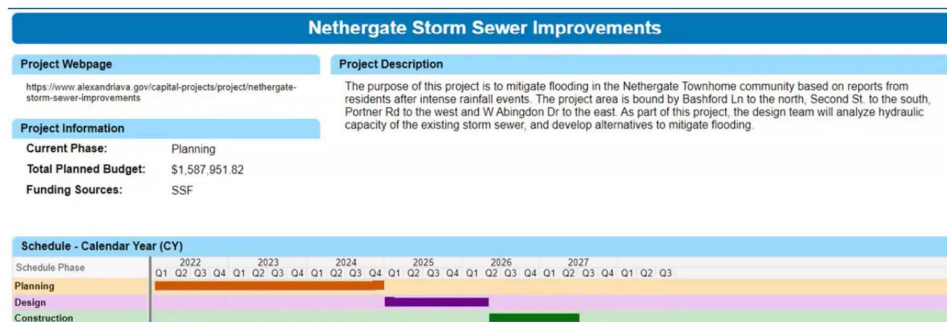 Nethergate Storm Sewer Improvements
Project Webpage
https://www.alexandriava.gov/capital-projects/project/nethergate-
storm-sewer-improvements
Project Information
Current Phase: Planning
Total Planned Budget: $1,587,951.82
Funding Sources: SSF
Project Description
The purpose of this project is to mitigate flooding in the Nethergate Townhome community based on reports from
residents after intense rainfall events. The project area is bound by Bashford Ln to the north, Second St. to the south,
Portner Rd to the west and W Abingdon Dr to the east. As part of this project, the design team will analyze hydraulic
capacity of the existing storm sewer, and develop alternatives to mitigate flooding.
Schedule - Calendar Year (CY)
2022 2023 2024 2025 2026 2027
Schedule Phase Q1 Q2 Q3 Q4 Q1 Q2 Q3 Q4 Q1 Q2 Q3 Q4 Q1 Q2 Q3 Q4 Q1 Q2 Q3 Q4 Q1 Q2 Q3 Q4 Q1 Q2 Q3
Planning
Design
Construction